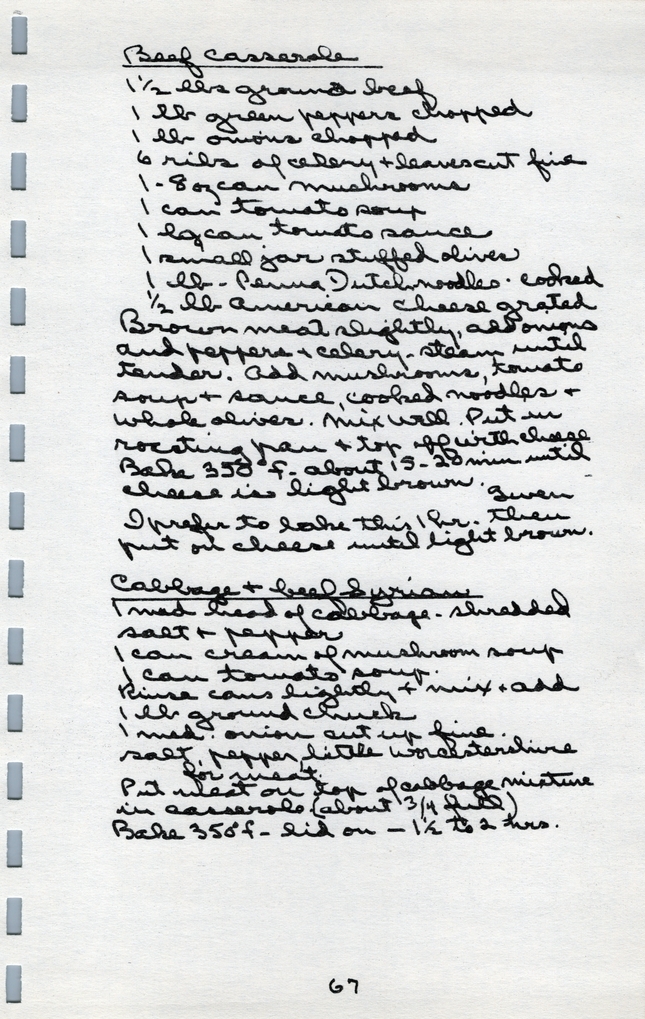 Beef Casserole
1 1/2 lbs ground beef
1 lb green peppers chopped
1 lb onions chopped
6 ribs of celery + leaves cut fine
1 - 8 oz can mushrooms
1 can tomato soup
1 lg can tomato sauce
1 small jar stuffed olives
1 lb - Penna Dutch noodles - cooked
1/2 lb American cheese grated
Brown meat slightly, add onions
and peppers + celery - steam until
tender. Add mushrooms, tomato
soup + sauce, cooked noodles +
whole olives. Mix well. Put in
roasting pan + top off with cheese
Bake 350°f - about 15-20 min until
cheese is light brown.
I prefer to bake this 1 hr. then
put on cheese until light brown.
Cabbage + beef Syrian
1 med head of cabbage - shredded
salt + pepper
1 can cream of mushroom soup
1 can tomato soup.
Rinse cans lightly + mix + add
1 lb ground chuck
1 med. onion cut up fine.
salt, pepper, little worcestershire
for meat.
Put meat on top of cabbage mixture
in casserole (about 3/4 full)
Bake 350°f - lid on - 1 1/2 to 2 hrs.
67